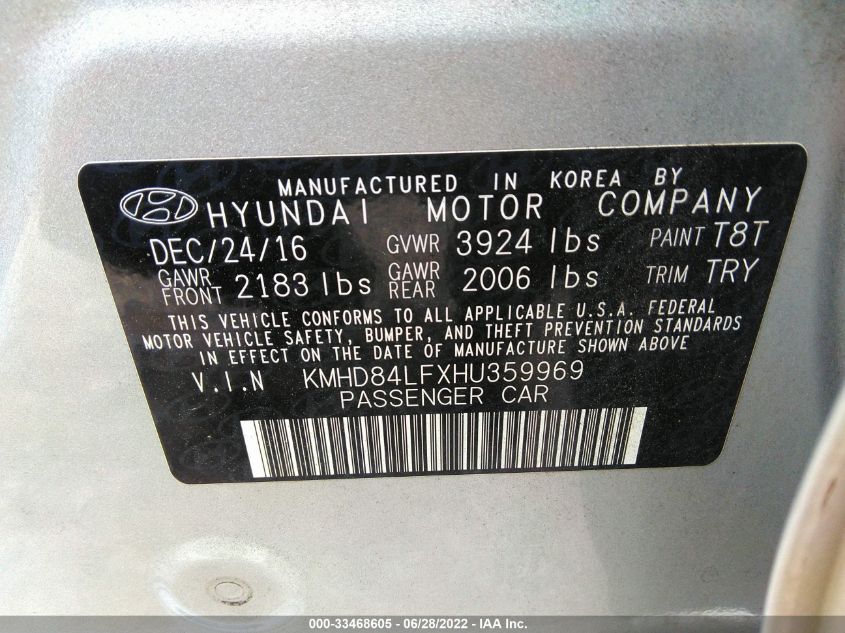 MANUFACTURED IN KOREA BY
HYUNDAI MOTOR COMPANY
DEC/24/16 GVWR 3924 lbs PAINT T8T
GAWR FRONT 2183 lbs GAWR REAR 2006 lbs TRIM TRY
THIS VEHICLE CONFORMS TO ALL APPLICABLE U.S.A. FEDERAL
MOTOR VEHICLE SAFETY, BUMPER, AND THEFT PREVENTION STANDARDS
IN EFFECT ON THE DATE OF MANUFACTURE SHOWN ABOVE
V.I.N KMHD84LFXHU359969
PASSENGER CAR
000-33468605 - 06/28/2022 - IAA Inc.